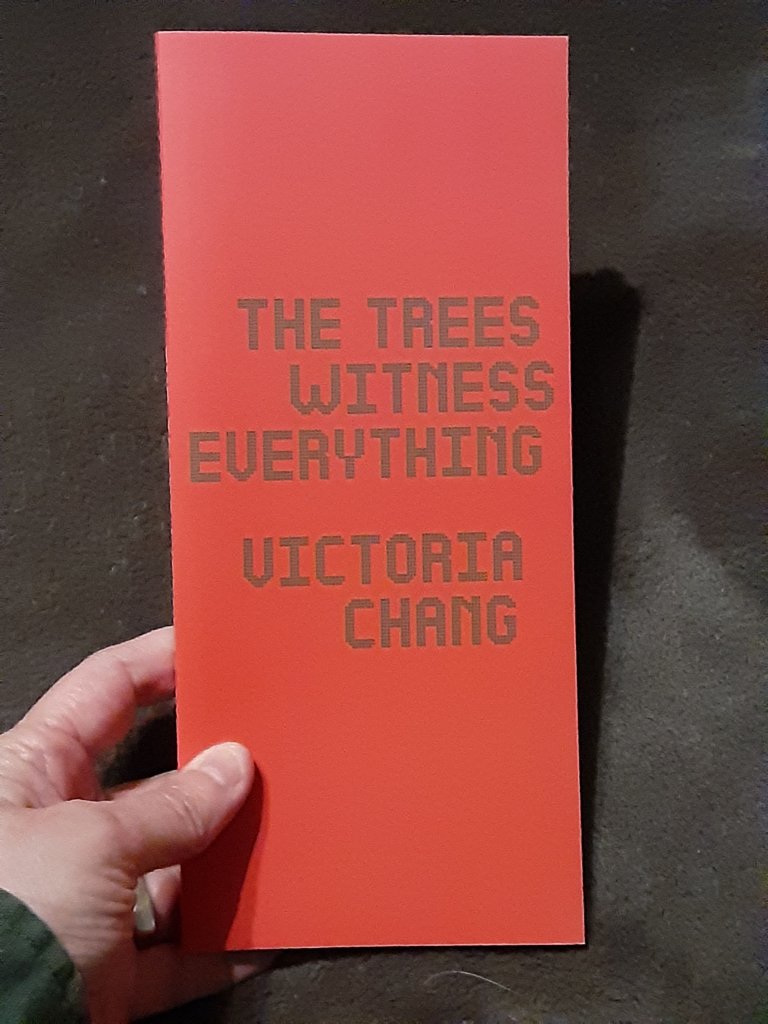 THE TREES
WITNESS
EVERYTHING
VICTORIA
CHANG